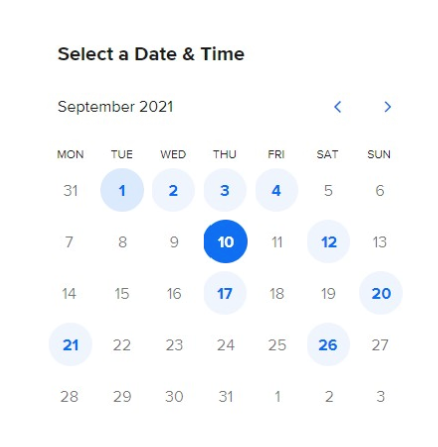 Select a Date & Time
September 2021
MON TUE WED THU FRI SAT SUN
31 1 2 3 4 5 6
7 8 9 10 11 12 13
14 15 16 17 18 19 20
21 22 23 24 25 26 27
28 29 30 31 1 2 3